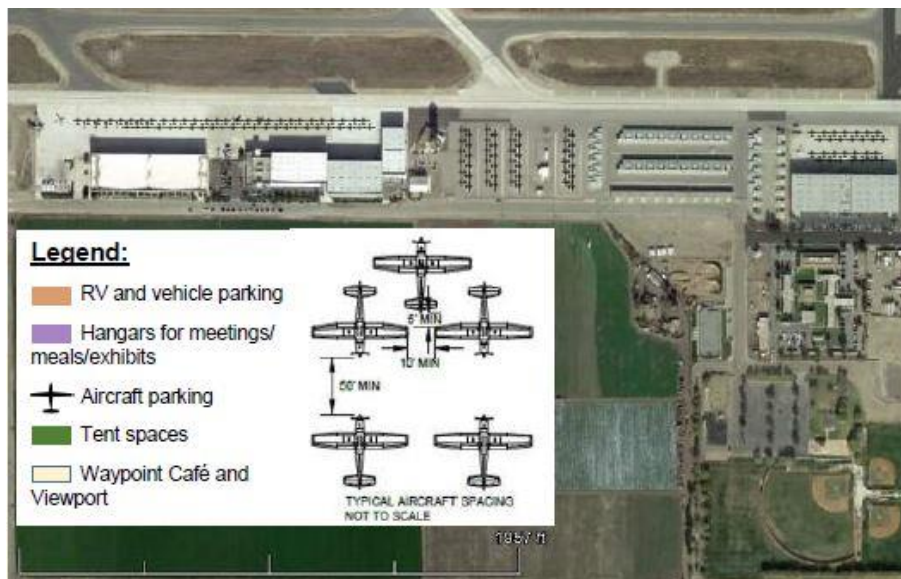 Legend:
RV and vehicle parking
Hangars for meetings/
meals/exhibits
Aircraft parking
Tent spaces
Waypoint Café and
Viewport
5' MIN
10' MIN
50' MIN
TYPICAL AIRCRAFT SPACING
NOT TO SCALE
1957 ft